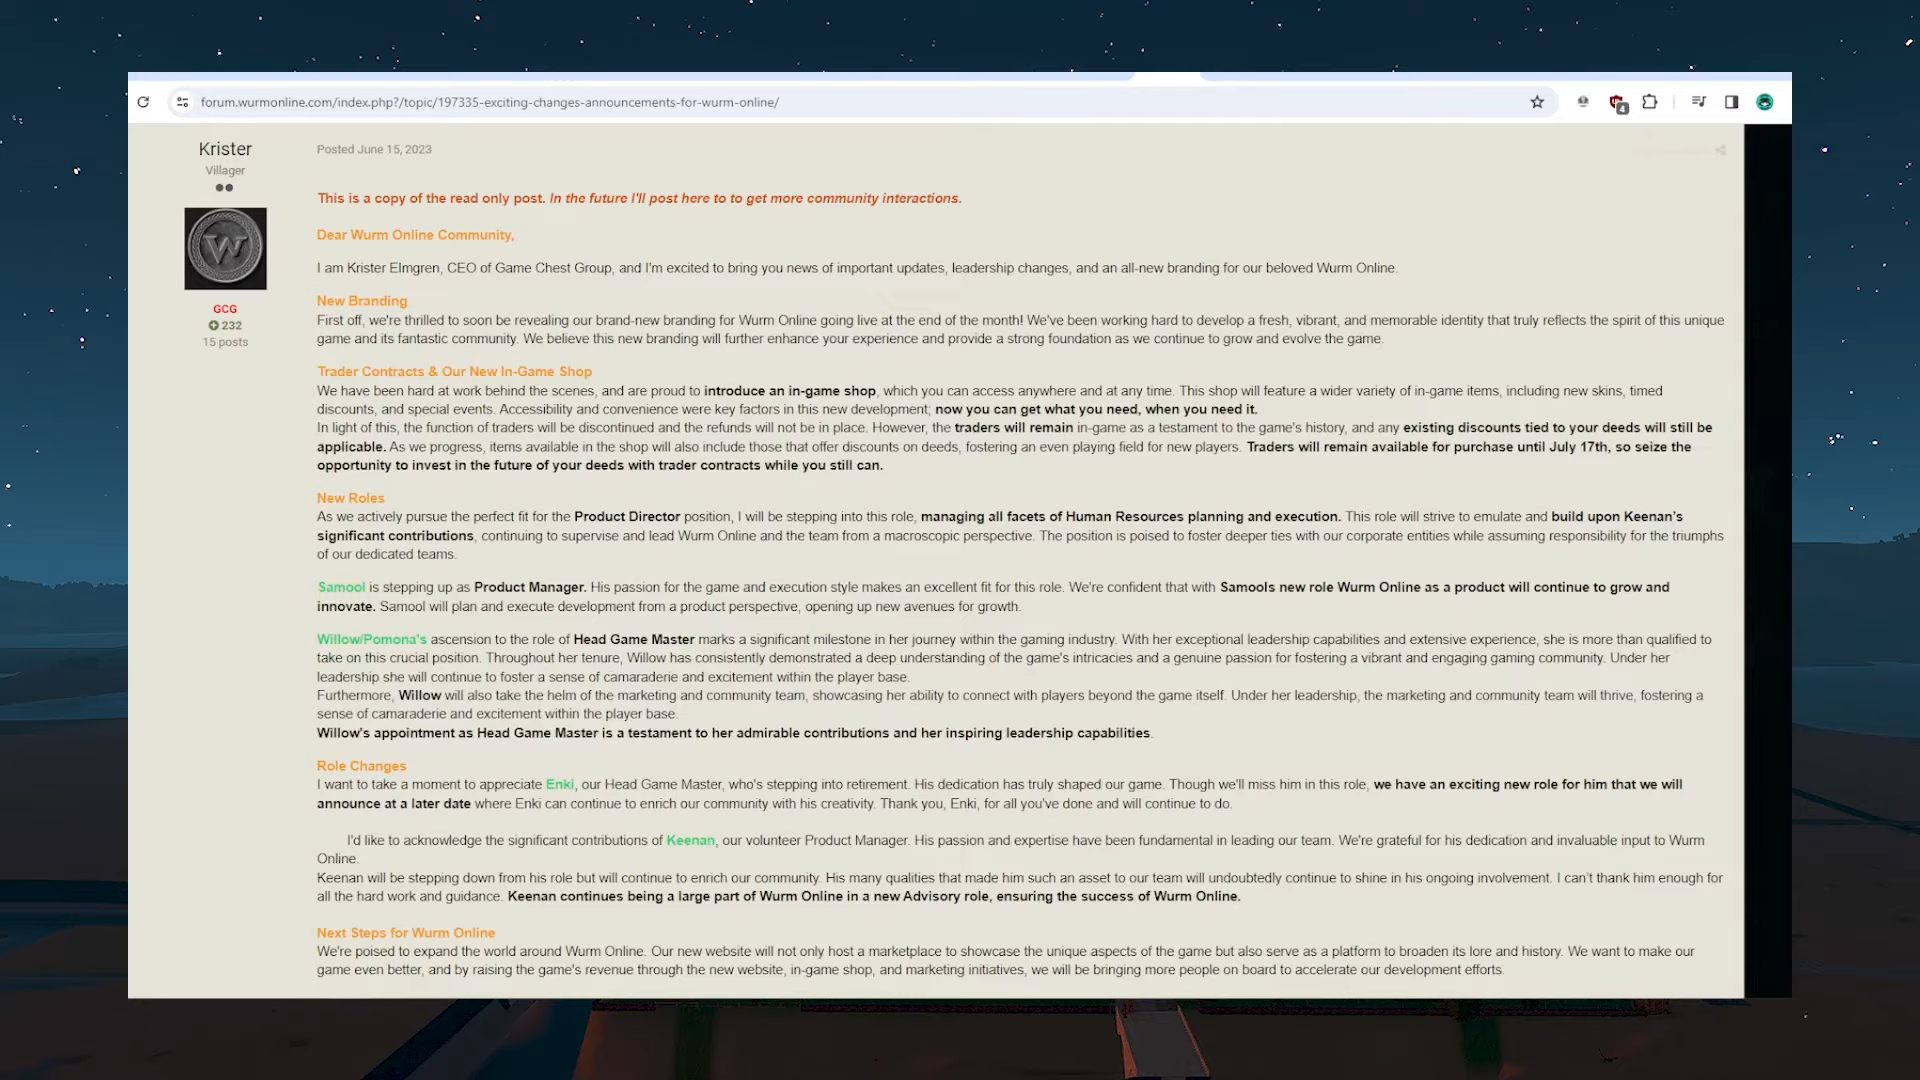 forum.wurmonline.com/index.php?/topic/197335-exciting-changes-announcements-for-wurm-online/
4
Krister
Villager
GCG
232
15 posts
Posted June 15, 2023
This is a copy of the read only post. In the future I'll post here to to get more community interactions.
Dear Wurm Online Community,
I am Krister Elmgren, CEO of Game Chest Group, and I'm excited to bring you news of important updates, leadership changes, and an all-new branding for our beloved Wurm Online.
New Branding
First off, we're thrilled to soon be revealing our brand-new branding for Wurm Online going live at the end of the month! We've been working hard to develop a fresh, vibrant, and memorable identity that truly reflects the spirit of this unique
game and its fantastic community. We believe this new branding will further enhance your experience and provide a strong foundation as we continue to grow and evolve the game.
Trader Contracts & Our New In-Game Shop
We have been hard at work behind the scenes, and are proud to introduce an in-game shop, which you can access anywhere and at any time. This shop will feature a wider variety of in-game items, including new skins, timed
discounts, and special events. Accessibility and convenience were key factors in this new development; now you can get what you need, when you need it.
In light of this, the function of traders will be discontinued and the refunds will not be in place. However, the traders will remain in-game as a testament to the game's history, and any existing discounts tied to your deeds will still be
applicable. As we progress, items available in the shop will also include those that offer discounts on deeds, fostering an even playing field for new players. Traders will remain available for purchase until July 17th, so seize the
opportunity to invest in the future of your deeds with trader contracts while you still can.
New Roles
As we actively pursue the perfect fit for the Product Director position, I will be stepping into this role, managing all facets of Human Resources planning and execution. This role will strive to emulate and build upon Keenan's
significant contributions, continuing to supervise and lead Wurm Online and the team from a macroscopic perspective. The position is poised to foster deeper ties with our corporate entities while assuming responsibility for the triumphs
of our dedicated teams.
Samool is stepping up as Product Manager. His passion for the game and execution style makes an excellent fit for this role. We're confident that with Samools new role Wurm Online as a product will continue to grow and
innovate. Samool will plan and execute development from a product perspective, opening up new avenues for growth.
Willow/Pomona's ascension to the role of Head Game Master marks a significant milestone in her journey within the gaming industry. With her exceptional leadership capabilities and extensive experience, she is more than qualified to
take on this crucial position. Throughout her tenure, Willow has consistently demonstrated a deep understanding of the game's intricacies and a genuine passion for fostering a vibrant and engaging gaming community. Under her
leadership she will continue to foster a sense of camaraderie and excitement within the player base.
Furthermore, Willow will also take the helm of the marketing and community team, showcasing her ability to connect with players beyond the game itself. Under her leadership, the marketing and community team will thrive, fostering a
sense of camaraderie and excitement within the player base.
Willow's appointment as Head Game Master is a testament to her admirable contributions and her inspiring leadership capabilities.
Role Changes
I want to take a moment to appreciate Enki, our Head Game Master, who's stepping into retirement. His dedication has truly shaped our game. Though we'll miss him in this role, we have an exciting new role for him that we will
announce at a later date where Enki can continue to enrich our community with his creativity. Thank you, Enki, for all you've done and will continue to do.
I'd like to acknowledge the significant contributions of Keenan, our volunteer Product Manager. His passion and expertise have been fundamental in leading our team. We're grateful for his dedication and invaluable input to Wurm
Online.
Keenan will be stepping down from his role but will continue to enrich our community. His many qualities that made him such an asset to our team will undoubtedly continue to shine in his ongoing involvement. I can't thank him enough for
all the hard work and guidance. Keenan continues being a large part of Wurm Online in a new Advisory role, ensuring the success of Wurm Online.
Next Steps for Wurm Online
We're poised to expand the world around Wurm Online. Our new website will not only host a marketplace to showcase the unique aspects of the game but also serve as a platform to broaden its lore and history. We want to make our
game even better, and by raising the game's revenue through the new website, in-game shop, and marketing initiatives, we will be bringing more people on board to accelerate our development efforts.